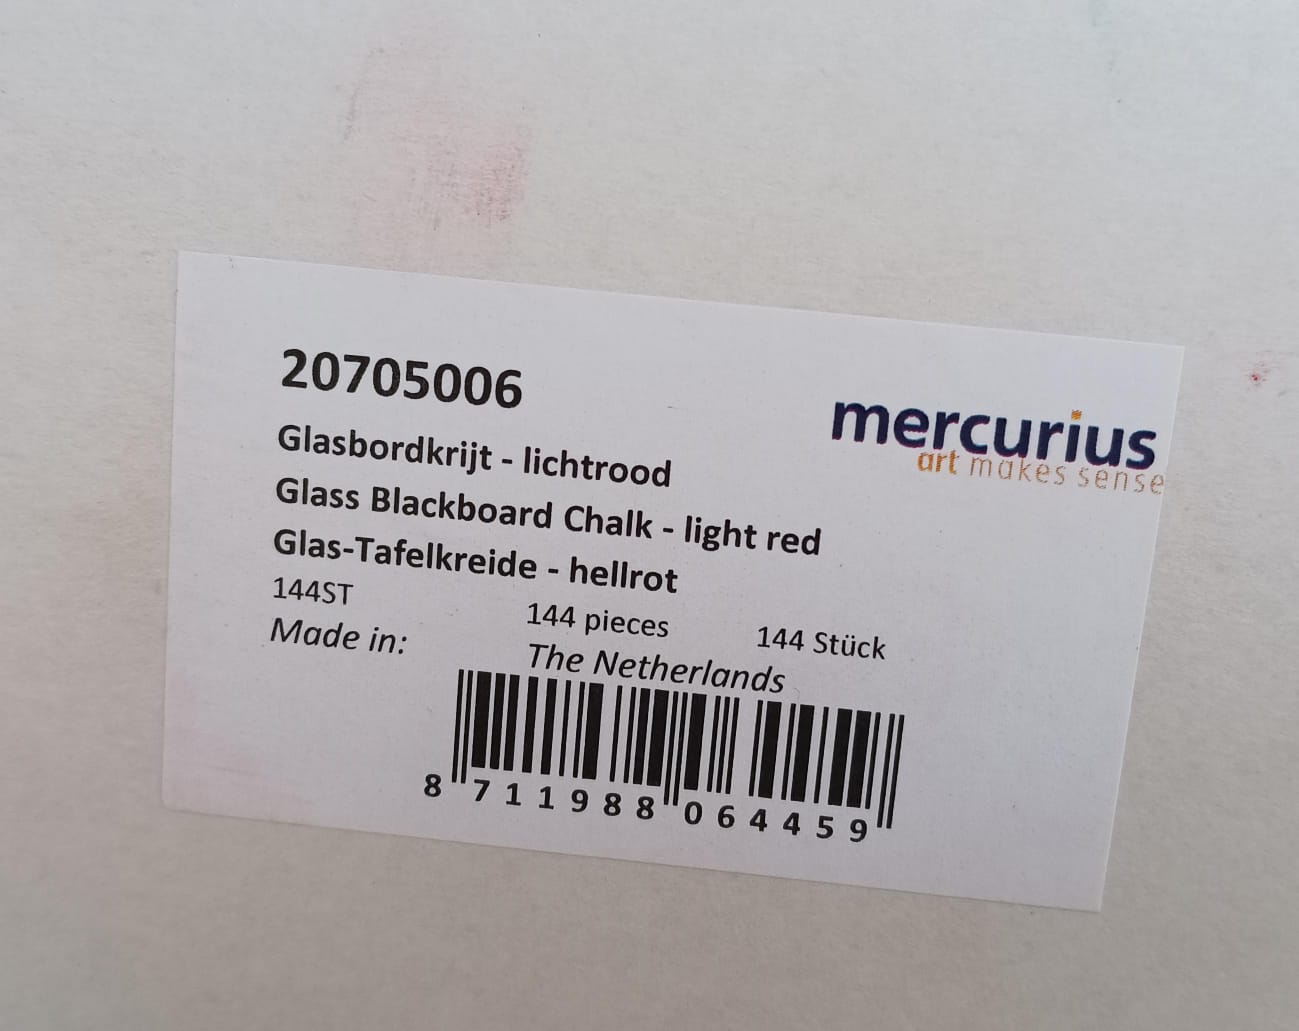 20705006
mercurius
art makes sense
Glasbordkrijt - lichtrood
Glass Blackboard Chalk - light red
Glas-Tafelkreide - hellrot
144ST 144 pieces 144 Stück
Made in: The Netherlands
8 711988 064459